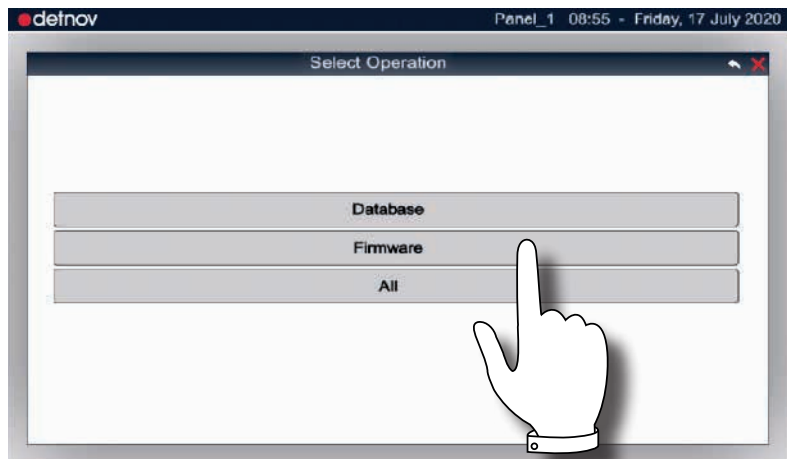 detnov Panel_1 08:55 - Friday, 17 July 2020
Select Operation
Database
Firmware
All